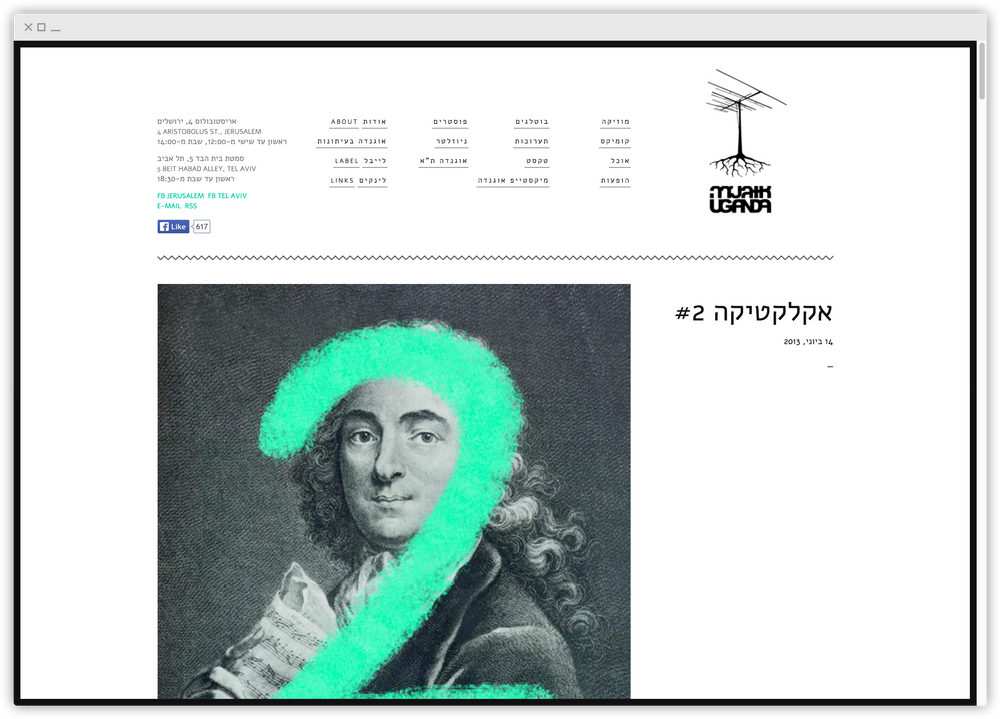 אריסטובולוס 4, ירושלים
4 ARISTOBOLUS ST., JERUSALEM
ראשון עד שישי מ-12:00, שבת מ-14:00
סמטת בית הבד 5, תל אביב
5 BEIT HABAD ALLEY, TEL AVIV
ראשון עד שבת מ-18:30
FB JERUSALEM FB TEL AVIV
E-MAIL RSS
Like 617
מוזיקה
קומיקס
אוכל
הופעות
בוטלגים
תערוכות
טקסט
מיקסטייפ אוגנדה
פוסטרים
ניוזלטר
אוגנדה ת"א
אודות ABOUT
אוגנדה בעיתונות
לייבל LABEL
לינקים LINKS
MUZIK
UGANDA
אקלקטיקה 2#
14 ביוני, 2013
–